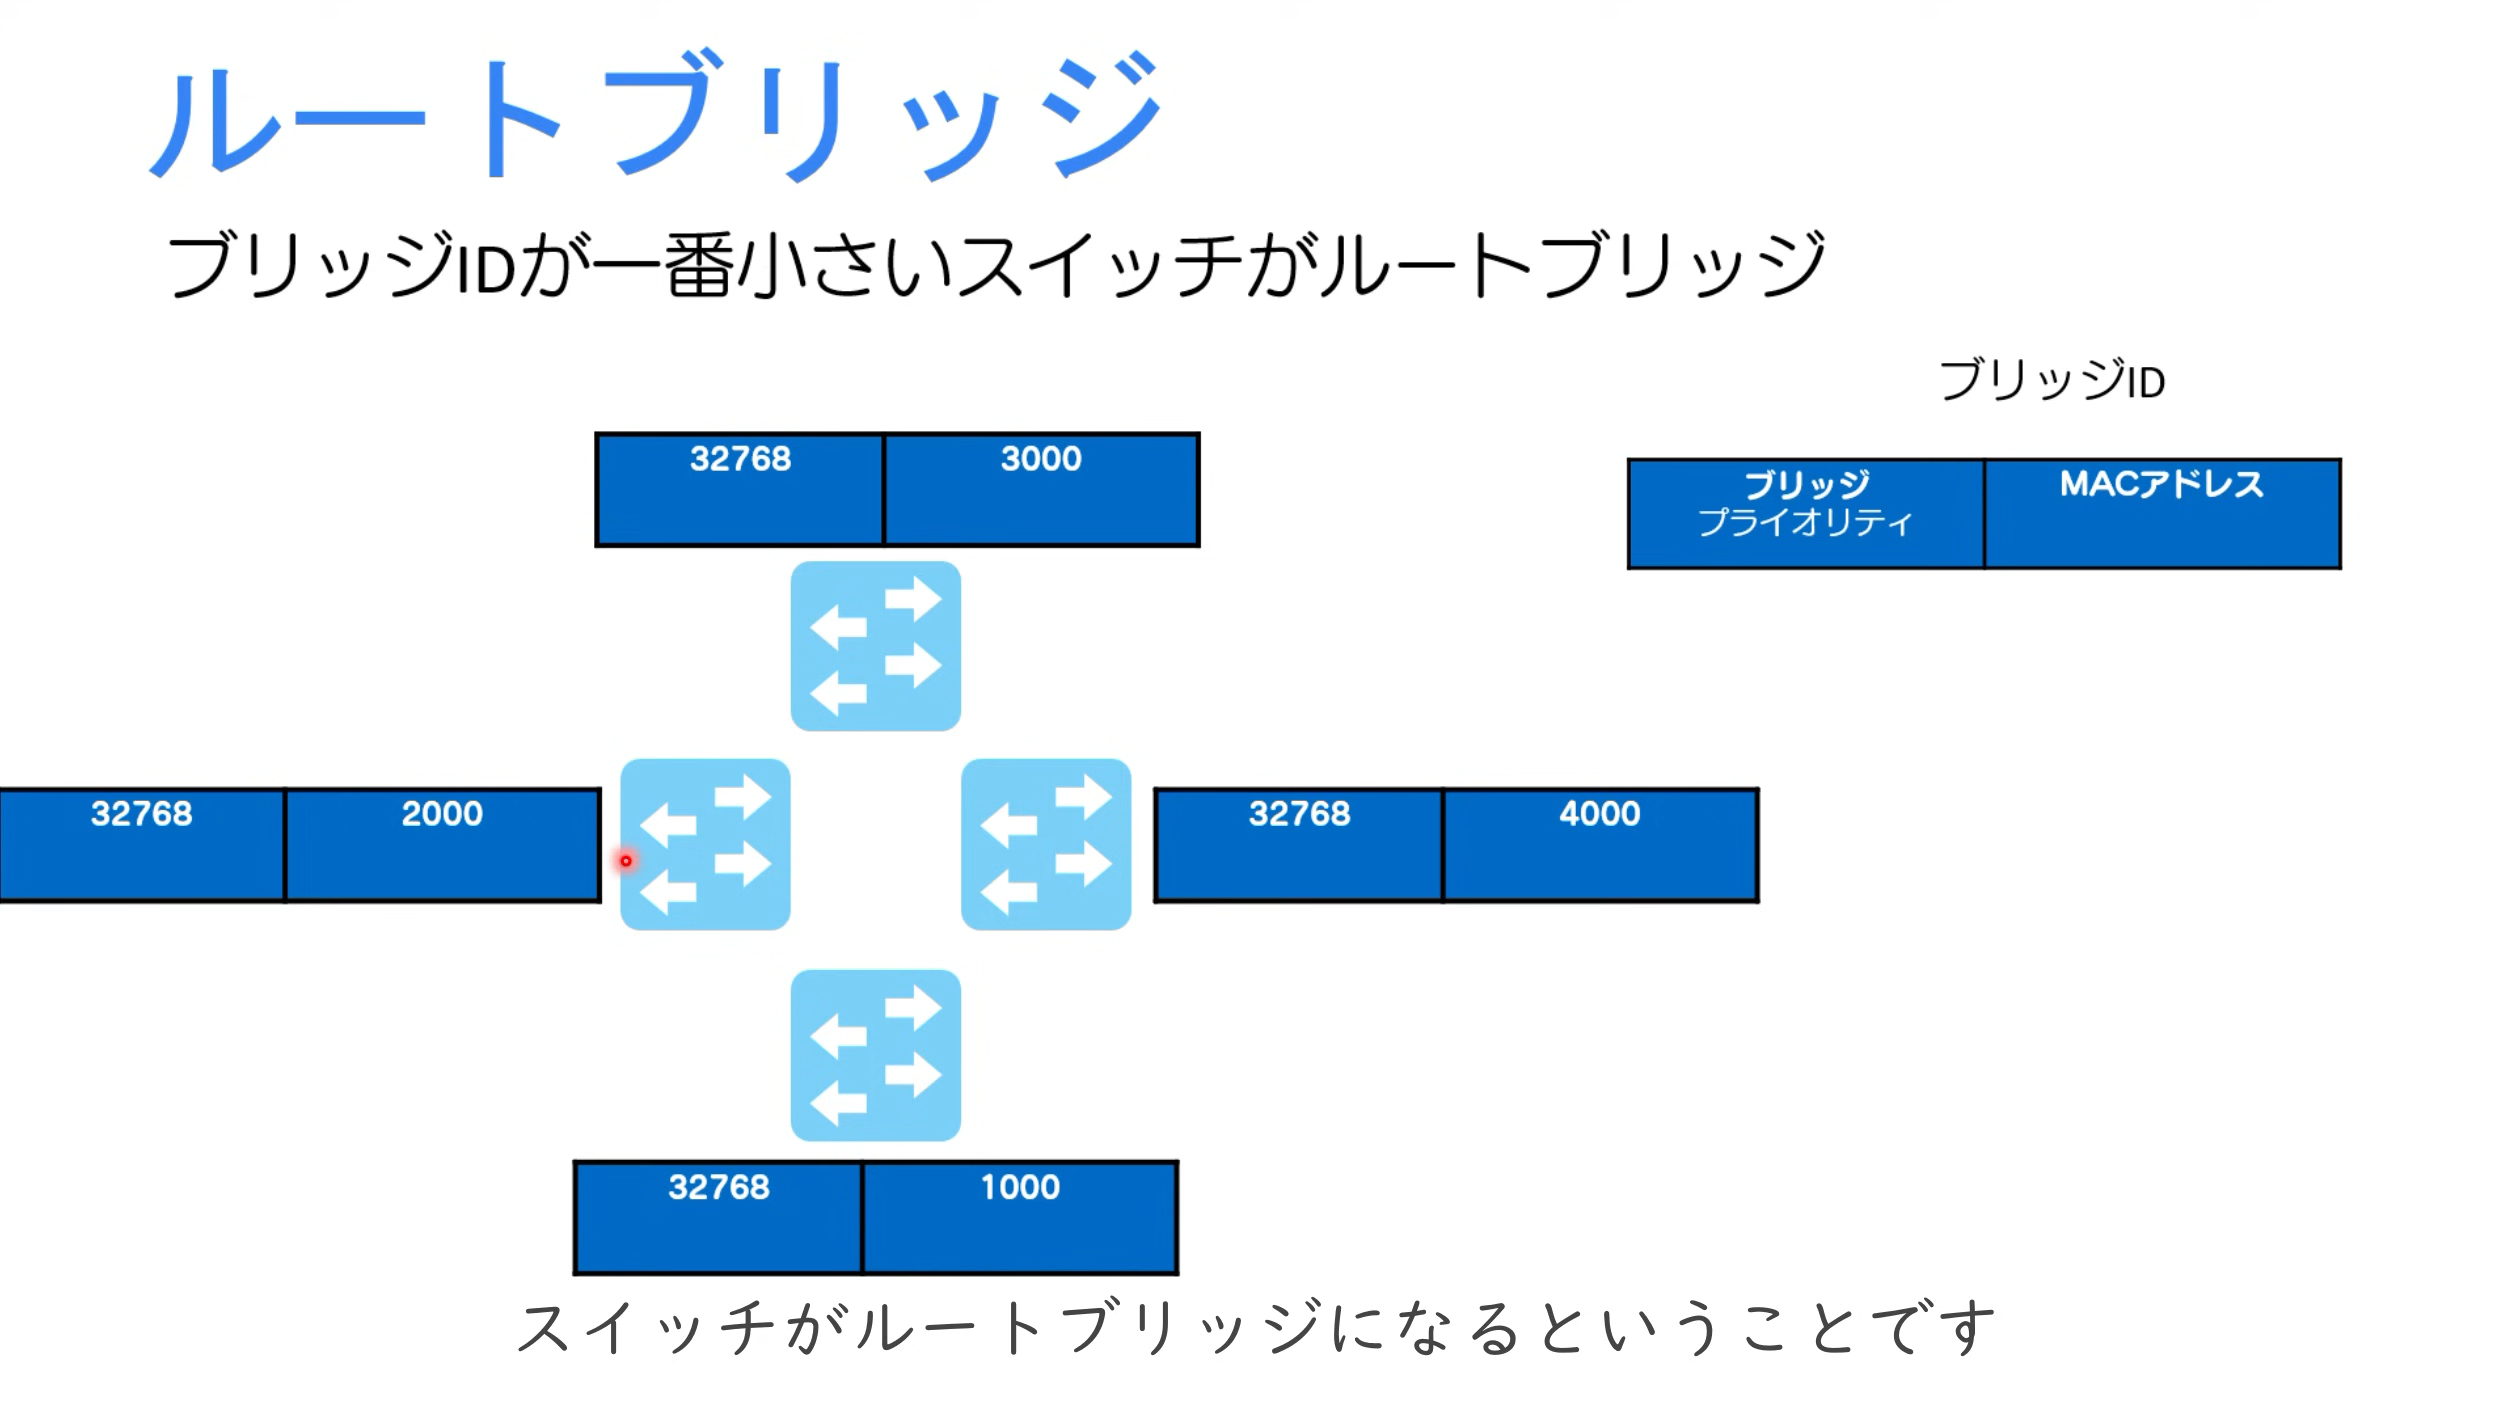 ルートブリッジ
ブリッジIDが一番小さいスイッチがルートブリッジ
ブリッジID
32768 3000
ブリッジ MACアドレス
プライオリティ
32768 2000
32768 4000
32768 1000
スイッチがルートブリッジになるということです